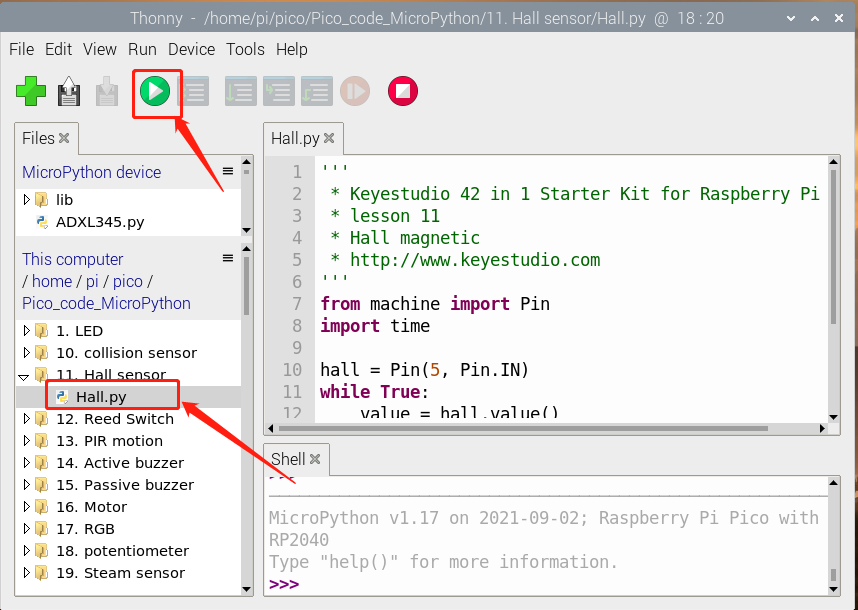 Thonny - /home/pi/pico/Pico_code_MicroPython/11. Hall sensor/Hall.py @ 18 : 20
File Edit View Run Device Tools Help
Files
MicroPython device
lib
ADXL345.py
This computer
/ home / pi / pico /
Pico_code_MicroPython
1. LED
10. collision sensor
11. Hall sensor
Hall.py
12. Reed Switch
13. PIR motion
14. Active buzzer
15. Passive buzzer
16. Motor
17. RGB
18. potentiometer
19. Steam sensor
Hall.py
1 '''
2 * Keyestudio 42 in 1 Starter Kit for Raspberry Pi
3 * lesson 11
4 * Hall magnetic
5 * http://www.keyestudio.com
6 '''
7 from machine import Pin
8 import time
9
10 hall = Pin(5, Pin.IN)
11 while True:
12 value = hall.value()
Shell
>>>
MicroPython v1.17 on 2021-09-02; Raspberry Pi Pico with
RP2040
Type "help()" for more information.
>>>